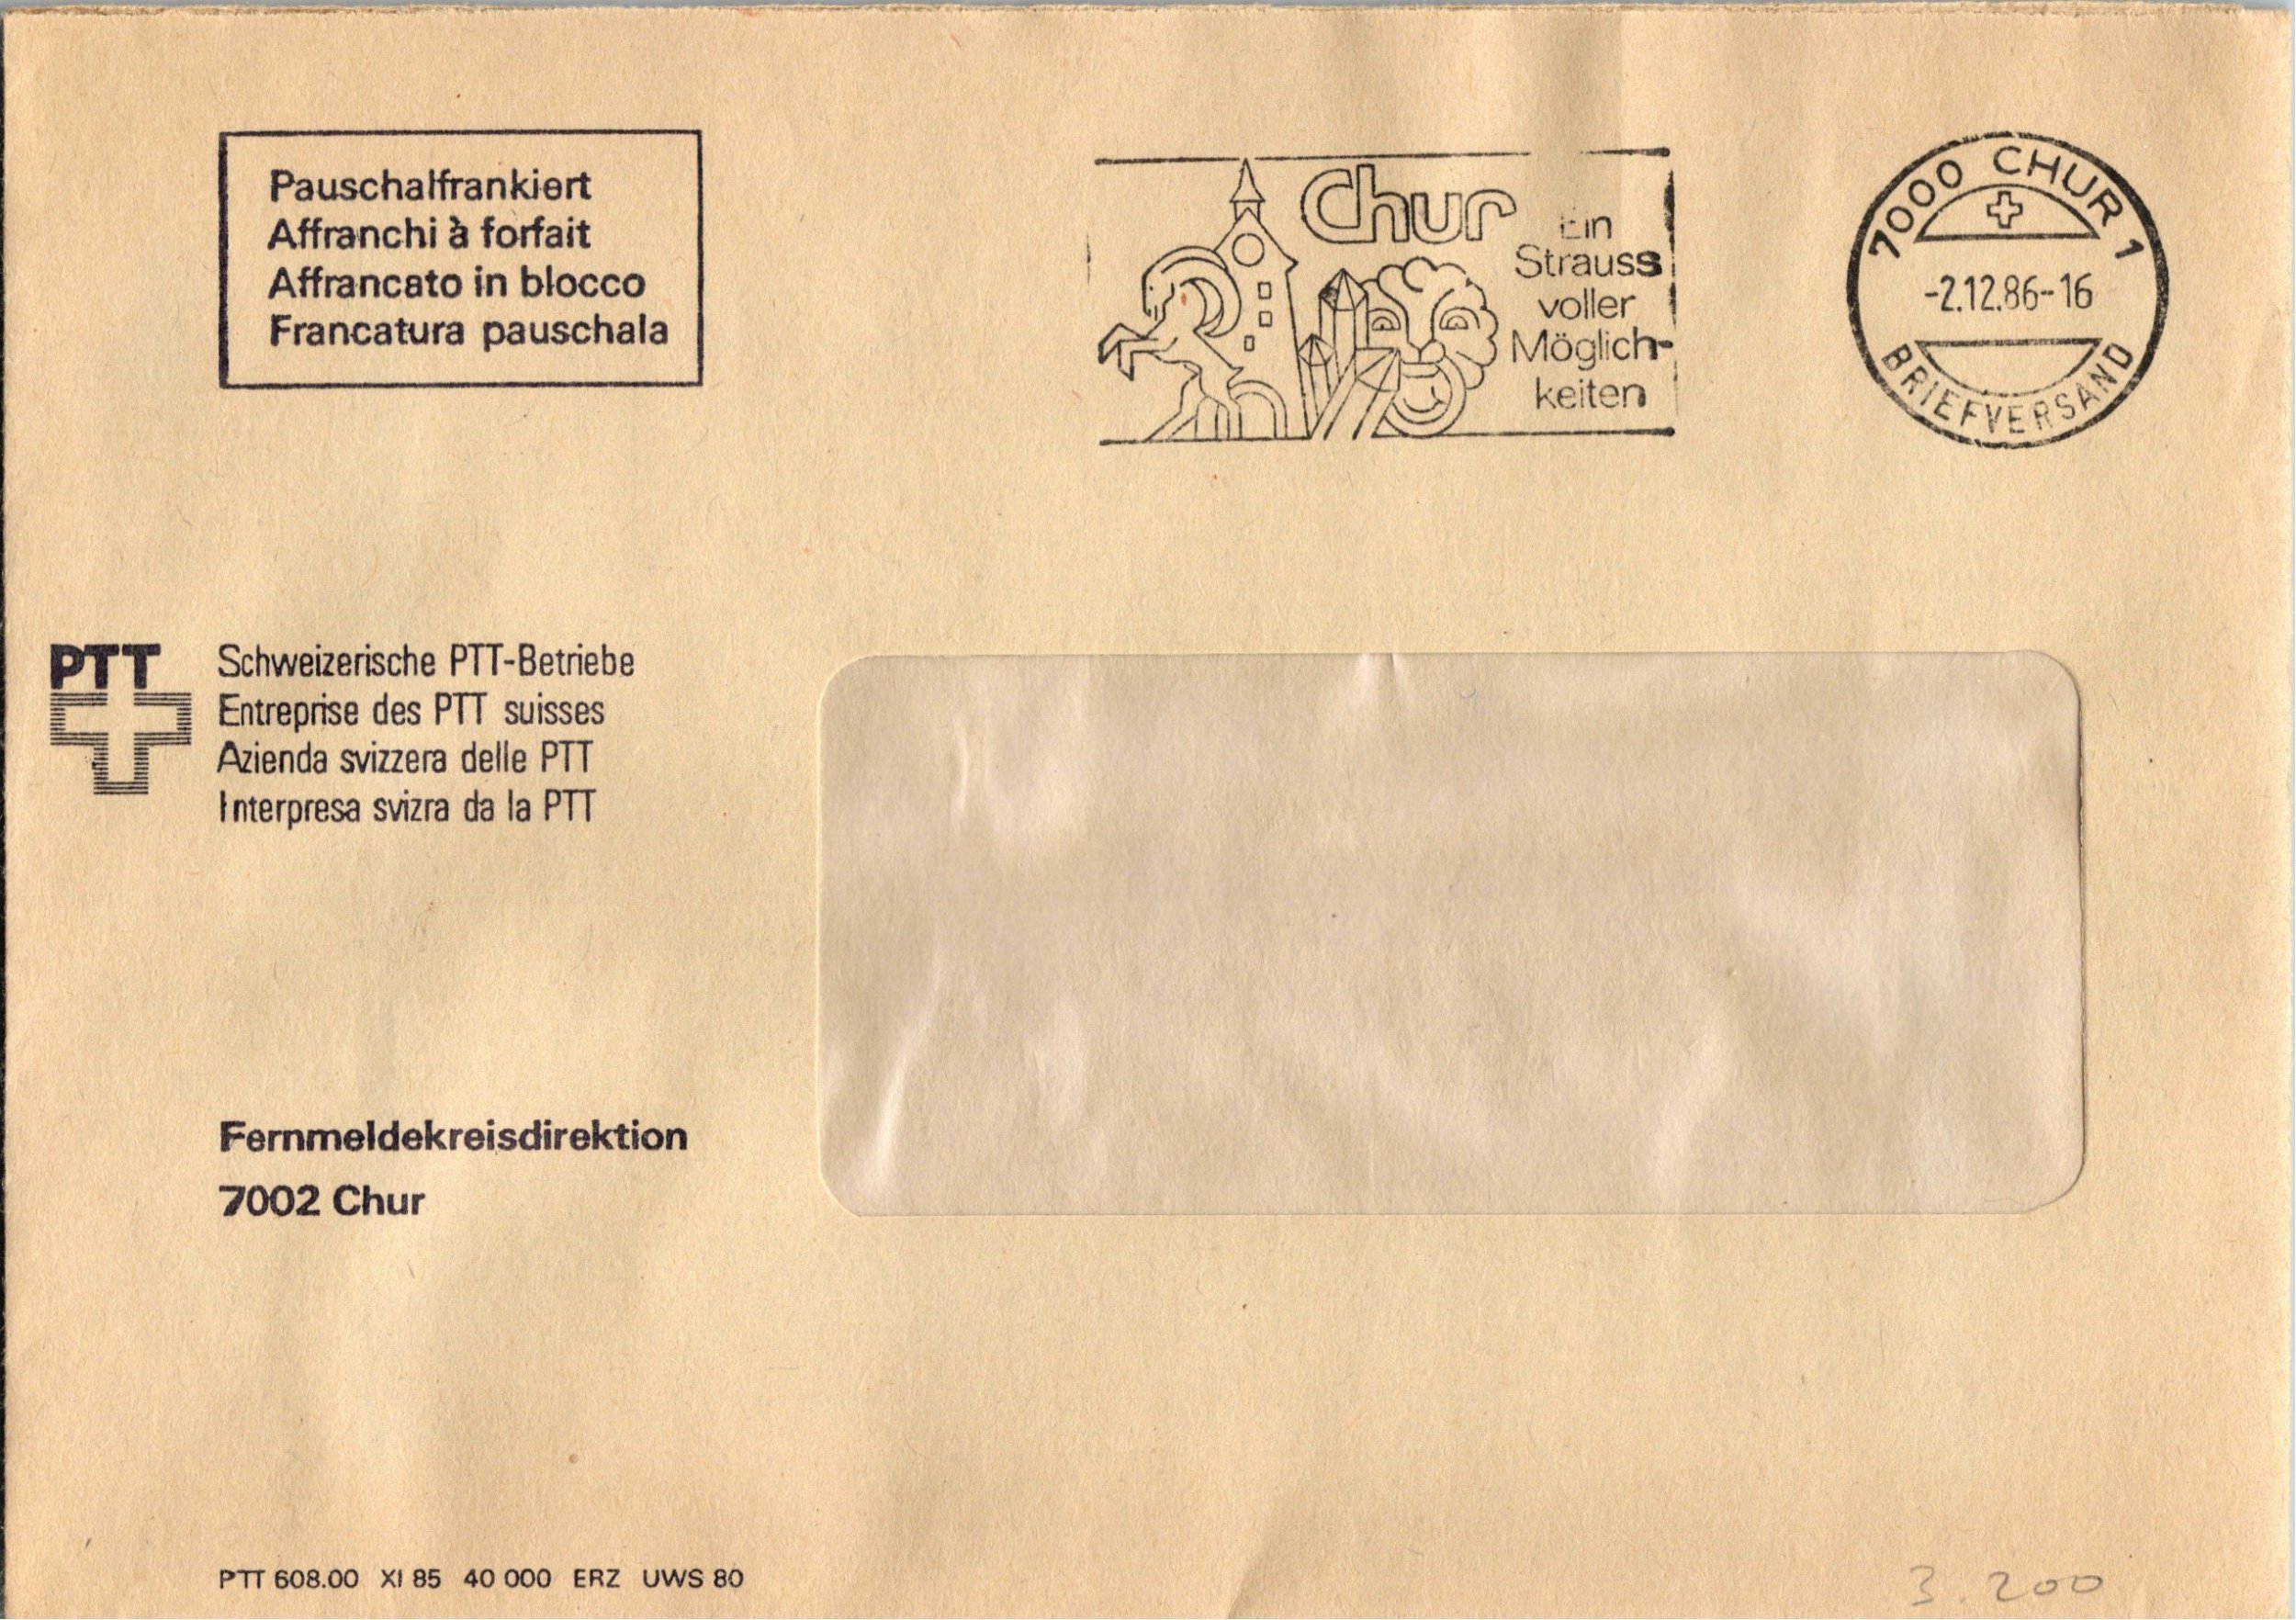 Pauschalfrankiert
Affranchi à forfait
Affrancato in blocco
Francatura pauschala
Chur
Ein
Strauss
voller
Möglich-
keiten
7000 CHUR 1
-2.12.86-16
BRIEFVERSAND
PTT
Schweizerische PTT-Betriebe
Entreprise des PTT suisses
Azienda svizzera delle PTT
Interpresa svizra da la PTT
Fernmeldekreisdirektion
7002 Chur
PTT 608.00 XI 85 40 000 ERZ UWS 80
3.200